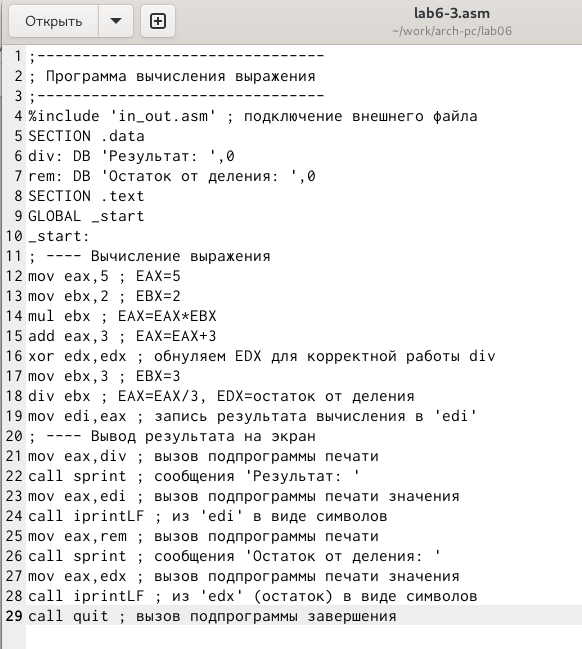 Открыть
lab6-3.asm
~/work/arch-pc/lab06
1 ;--------------------------------
2 ; Программа вычисления выражения
3 ;--------------------------------
4 %include 'in_out.asm' ; подключение внешнего файла
5 SECTION .data
6 div: DB 'Результат: ',0
7 rem: DB 'Остаток от деления: ',0
8 SECTION .text
9 GLOBAL _start
10 _start:
11 ; ---- Вычисление выражения
12 mov eax,5 ; EAX=5
13 mov ebx,2 ; EBX=2
14 mul ebx ; EAX=EAX*EBX
15 add eax,3 ; EAX=EAX+3
16 xor edx,edx ; обнуляем EDX для корректной работы div
17 mov ebx,3 ; EBX=3
18 div ebx ; EAX=EAX/3, EDX=остаток от деления
19 mov edi,eax ; запись результата вычисления в 'edi'
20 ; ---- Вывод результата на экран
21 mov eax,div ; вызов подпрограммы печати
22 call sprint ; сообщения 'Результат: '
23 mov eax,edi ; вызов подпрограммы печати значения
24 call iprintLF ; из 'edi' в виде символов
25 mov eax,rem ; вызов подпрограммы печати
26 call sprint ; сообщения 'Остаток от деления: '
27 mov eax,edx ; вызов подпрограммы печати значения
28 call iprintLF ; из 'edx' (остаток) в виде символов
29 call quit ; вызов подпрограммы завершения